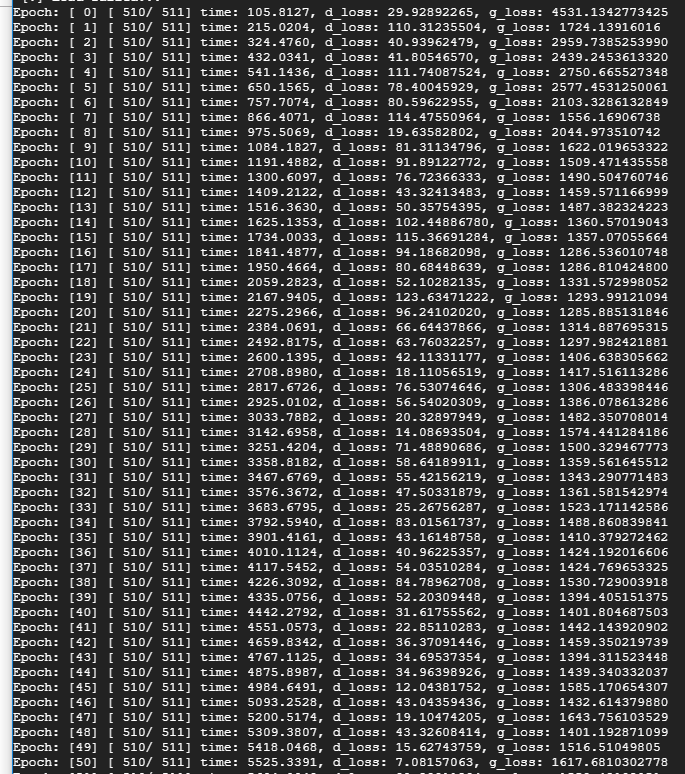 Epoch: [ 0] [ 510/ 511] time: 105.8127, d_loss: 29.92892265, g_loss: 4531.1342773425
Epoch: [ 1] [ 510/ 511] time: 215.0204, d_loss: 110.31235504, g_loss: 1724.13916016
Epoch: [ 2] [ 510/ 511] time: 324.4760, d_loss: 40.93962479, g_loss: 2959.7385253990
Epoch: [ 3] [ 510/ 511] time: 432.0341, d_loss: 41.80546570, g_loss: 2439.2453613320
Epoch: [ 4] [ 510/ 511] time: 541.1436, d_loss: 111.74087524, g_loss: 2750.665527348
Epoch: [ 5] [ 510/ 511] time: 650.1565, d_loss: 78.40045929, g_loss: 2577.4531250061
Epoch: [ 6] [ 510/ 511] time: 757.7074, d_loss: 80.59622955, g_loss: 2103.3286132849
Epoch: [ 7] [ 510/ 511] time: 866.4071, d_loss: 114.47550964, g_loss: 1556.16906738
Epoch: [ 8] [ 510/ 511] time: 975.5069, d_loss: 19.63582802, g_loss: 2044.973510742
Epoch: [ 9] [ 510/ 511] time: 1084.1827, d_loss: 81.31134796, g_loss: 1622.019653322
Epoch: [10] [ 510/ 511] time: 1191.4882, d_loss: 91.89122772, g_loss: 1509.471435558
Epoch: [11] [ 510/ 511] time: 1300.6097, d_loss: 76.72366333, g_loss: 1490.504760746
Epoch: [12] [ 510/ 511] time: 1409.2122, d_loss: 43.32413483, g_loss: 1459.571166999
Epoch: [13] [ 510/ 511] time: 1516.3630, d_loss: 50.35754395, g_loss: 1487.382324223
Epoch: [14] [ 510/ 511] time: 1625.1353, d_loss: 102.44886780, g_loss: 1360.57019043
Epoch: [15] [ 510/ 511] time: 1734.0033, d_loss: 115.36691284, g_loss: 1357.07055664
Epoch: [16] [ 510/ 511] time: 1841.4877, d_loss: 94.18682098, g_loss: 1286.536010748
Epoch: [17] [ 510/ 511] time: 1950.4664, d_loss: 80.68448639, g_loss: 1286.810424800
Epoch: [18] [ 510/ 511] time: 2059.2823, d_loss: 52.10282135, g_loss: 1331.572998052
Epoch: [19] [ 510/ 511] time: 2167.9405, d_loss: 123.63471222, g_loss: 1293.99121094
Epoch: [20] [ 510/ 511] time: 2275.2966, d_loss: 96.24102020, g_loss: 1285.885131846
Epoch: [21] [ 510/ 511] time: 2384.0691, d_loss: 66.64437866, g_loss: 1314.887695315
Epoch: [22] [ 510/ 511] time: 2492.8175, d_loss: 63.76032257, g_loss: 1297.982421881
Epoch: [23] [ 510/ 511] time: 2600.1395, d_loss: 42.11331177, g_loss: 1406.638305662
Epoch: [24] [ 510/ 511] time: 2708.8980, d_loss: 18.11056519, g_loss: 1417.516113286
Epoch: [25] [ 510/ 511] time: 2817.6726, d_loss: 76.53074646, g_loss: 1306.483398446
Epoch: [26] [ 510/ 511] time: 2925.0102, d_loss: 56.54020309, g_loss: 1386.078613286
Epoch: [27] [ 510/ 511] time: 3033.7882, d_loss: 20.32897949, g_loss: 1482.350708014
Epoch: [28] [ 510/ 511] time: 3142.6958, d_loss: 14.08693504, g_loss: 1574.441284186
Epoch: [29] [ 510/ 511] time: 3251.4204, d_loss: 71.48890686, g_loss: 1500.329467773
Epoch: [30] [ 510/ 511] time: 3358.8182, d_loss: 58.64189911, g_loss: 1359.561645512
Epoch: [31] [ 510/ 511] time: 3467.6769, d_loss: 55.42156219, g_loss: 1343.290771483
Epoch: [32] [ 510/ 511] time: 3576.3672, d_loss: 47.50331879, g_loss: 1361.581542974
Epoch: [33] [ 510/ 511] time: 3683.6795, d_loss: 25.26756287, g_loss: 1523.171142586
Epoch: [34] [ 510/ 511] time: 3792.5940, d_loss: 83.01561737, g_loss: 1488.860839841
Epoch: [35] [ 510/ 511] time: 3901.4161, d_loss: 43.16148758, g_loss: 1410.379272462
Epoch: [36] [ 510/ 511] time: 4010.1124, d_loss: 40.96225357, g_loss: 1424.192016606
Epoch: [37] [ 510/ 511] time: 4117.5452, d_loss: 54.03510284, g_loss: 1424.769653325
Epoch: [38] [ 510/ 511] time: 4226.3092, d_loss: 84.78962708, g_loss: 1530.729003918
Epoch: [39] [ 510/ 511] time: 4335.0756, d_loss: 52.20309448, g_loss: 1394.405151375
Epoch: [40] [ 510/ 511] time: 4442.2792, d_loss: 31.61755562, g_loss: 1401.804687503
Epoch: [41] [ 510/ 511] time: 4551.0573, d_loss: 22.85110283, g_loss: 1442.143920902
Epoch: [42] [ 510/ 511] time: 4659.8342, d_loss: 36.37091446, g_loss: 1459.350219739
Epoch: [43] [ 510/ 511] time: 4767.1125, d_loss: 34.69537354, g_loss: 1394.311523448
Epoch: [44] [ 510/ 511] time: 4875.8987, d_loss: 34.96398926, g_loss: 1439.340332037
Epoch: [45] [ 510/ 511] time: 4984.6491, d_loss: 12.04381752, g_loss: 1585.170654307
Epoch: [46] [ 510/ 511] time: 5093.2528, d_loss: 43.04359436, g_loss: 1432.614379880
Epoch: [47] [ 510/ 511] time: 5200.5174, d_loss: 19.10474205, g_loss: 1643.756103529
Epoch: [48] [ 510/ 511] time: 5309.3807, d_loss: 43.32608414, g_loss: 1401.192871099
Epoch: [49] [ 510/ 511] time: 5418.0468, d_loss: 15.62743759, g_loss: 1516.51049805
Epoch: [50] [ 510/ 511] time: 5525.3391, d_loss: 7.08157063, g_loss: 1617.6810302778